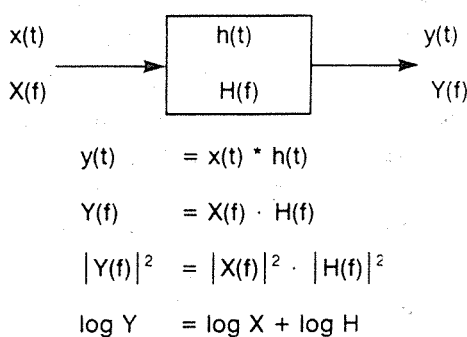 x(t) h(t) y(t)
X(f) H(f) Y(f)
y(t) = x(t) * h(t)
Y(f) = X(f) · H(f)
|Y(f)|² = |X(f)|² · |H(f)|²
log Y = log X + log H